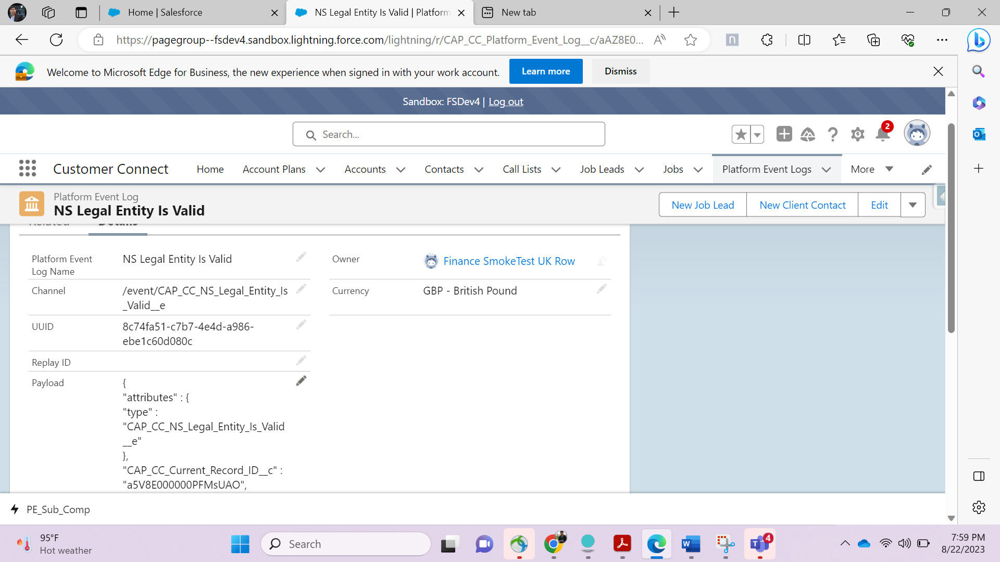 Home | Salesforce
NS Legal Entity Is Valid | Platform
New tab
https://pagegroup--fsdev4.sandbox.lightning.force.com/lightning/r/CAP_CC_Platform_Event_Log__c/aAZ8E0...
Welcome to Microsoft Edge for Business, the new experience when signed in with your work account.
Learn more
Dismiss
Sandbox: FSDev4 | Log out
Search...
2
Customer Connect
Home
Account Plans
Accounts
Contacts
Call Lists
Job Leads
Jobs
Platform Event Logs
More
Platform Event Log
NS Legal Entity Is Valid
New Job Lead
New Client Contact
Edit
Related
Details
Platform Event
Log Name
NS Legal Entity Is Valid
Owner
Finance SmokeTest UK Row
Channel
/event/CAP_CC_NS_Legal_Entity_Is
_Valid__e
Currency
GBP - British Pound
UUID
8c74fa51-c7b7-4e4d-a986-
ebe1c60d080c
Replay ID
Payload
{
"attributes" : {
"type" :
"CAP_CC_NS_Legal_Entity_Is_Valid
__e"
},
"CAP_CC_Current_Record_ID__c" :
"a5V8E000000PFMsUAO",
PE_Sub_Comp
95°F
Hot weather
Search
4
7:59 PM
8/22/2023